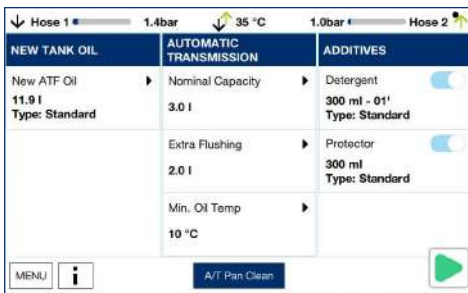 Hose 1 1.4bar 35 °C 1.0bar Hose 2
NEW TANK OIL
New ATF Oil
11.9 l
Type: Standard
AUTOMATIC
TRANSMISSION
Nominal Capacity
3.0 l
Extra Flushing
2.0 l
Min. Oil Temp
10 °C
ADDITIVES
Detergent
300 ml - 01'
Type: Standard
Protector
300 ml
Type: Standard
MENU i A/T Pan Clean